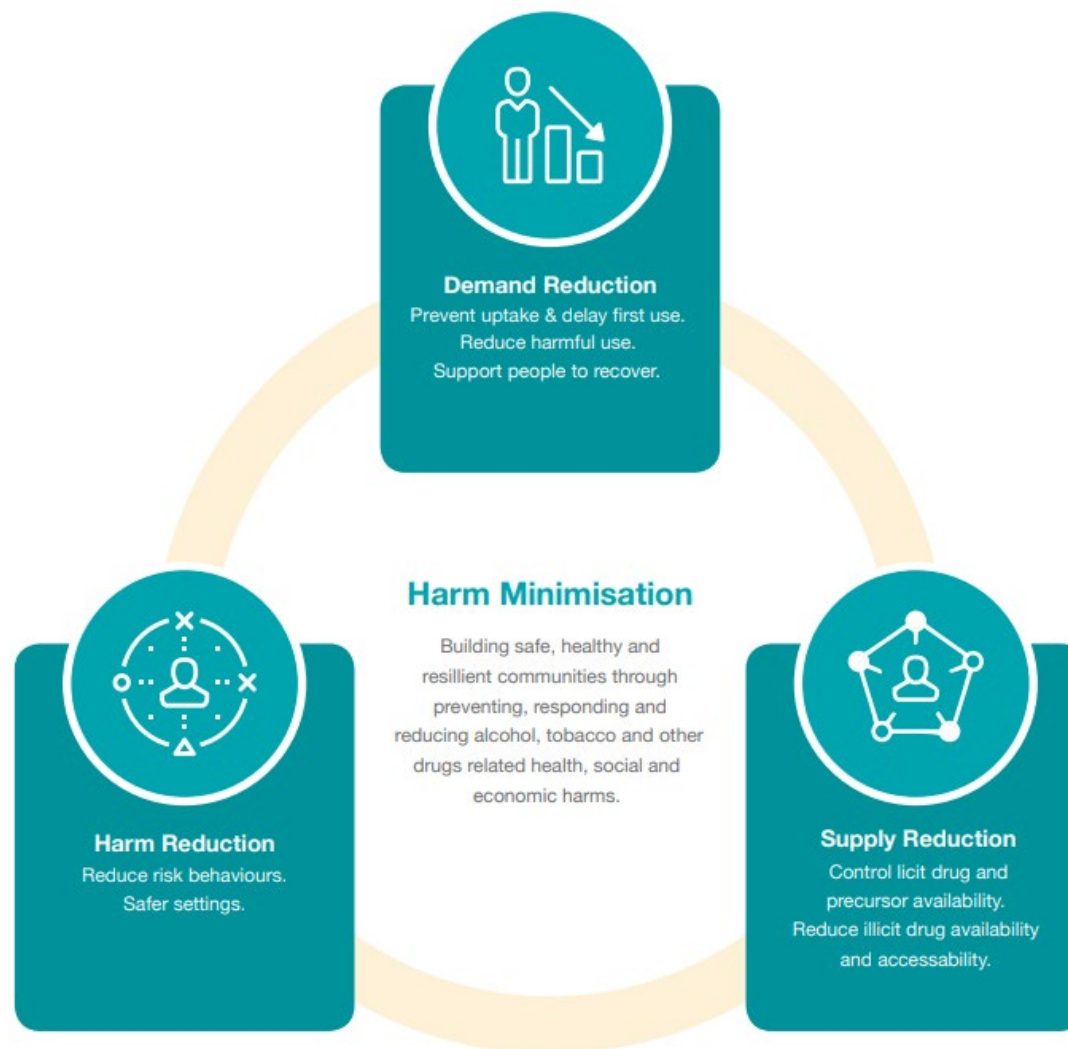 Demand Reduction
Prevent uptake & delay first use.
Reduce harmful use.
Support people to recover.
Harm Minimisation
Building safe, healthy and
resillient communities through
preventing, responding and
reducing alcohol, tobacco and other
drugs related health, social and
economic harms.
Harm Reduction
Reduce risk behaviours.
Safer settings.
Supply Reduction
Control licit drug and
precursor availability.
Reduce illicit drug availability
and accessability.